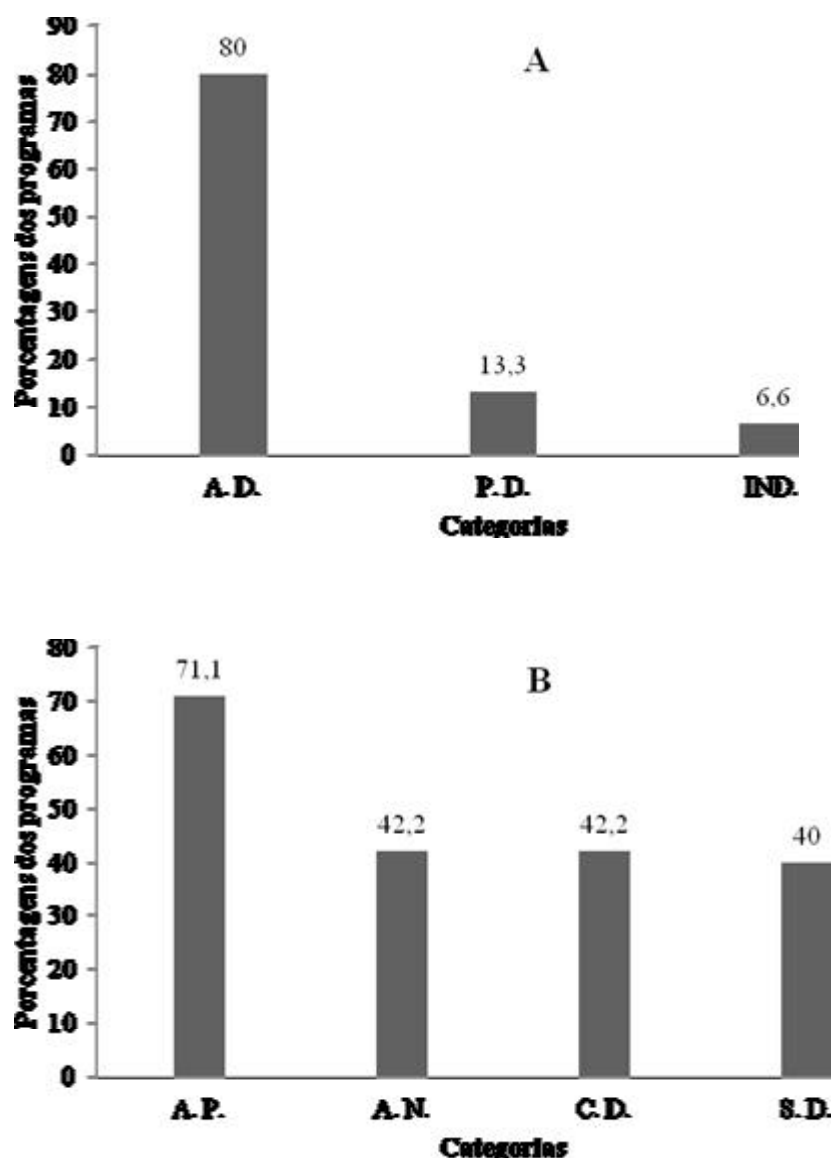 Porcentagens dos programas
90
80
70
60
50
40
30
20
10
0
80
13,3
6,6
A
A. D.
P. D.
IND.
Categorias
Porcentagens dos programas
80
70
60
50
40
30
20
10
0
71,1
42,2
42,2
40
B
A. P.
A. N.
C. D.
S. D.
Categorias